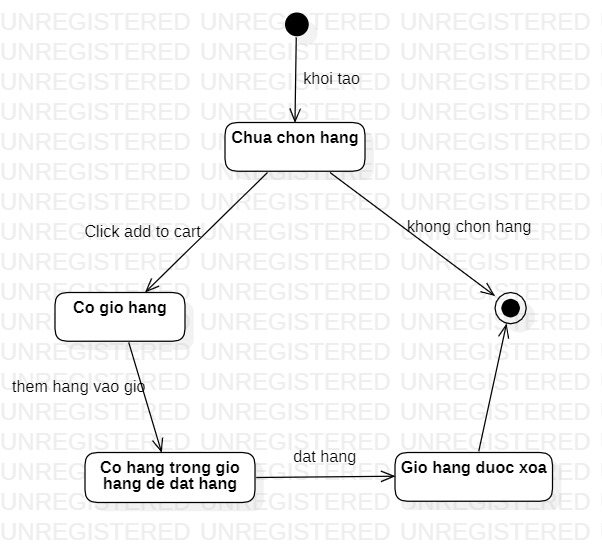 khoi tao
Chua chon hang
Click add to cart
khong chon hang
Co gio hang
them hang vao gio
dat hang
Co hang trong gio
hang de dat hang
Gio hang duoc xoa
UNREGISTERED